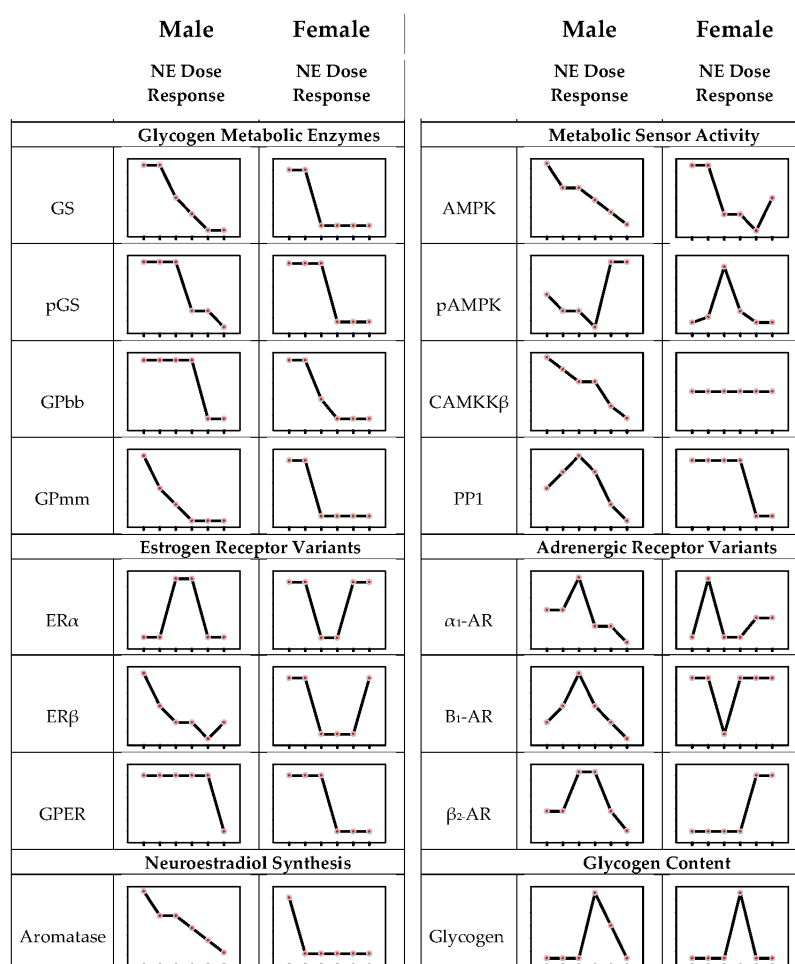 Male Female Male Female
NE Dose NE Dose NE Dose NE Dose
Response Response Response Response
Glycogen Metabolic Enzymes Metabolic Sensor Activity
GS AMPK
pGS pAMPK
GPbb CAMKKβ
GPmm PP1
Estrogen Receptor Variants Adrenergic Receptor Variants
ERα α1-AR
ERβ B1-AR
GPER β2-AR
Neuroestradiol Synthesis Glycogen Content
Aromatase Glycogen